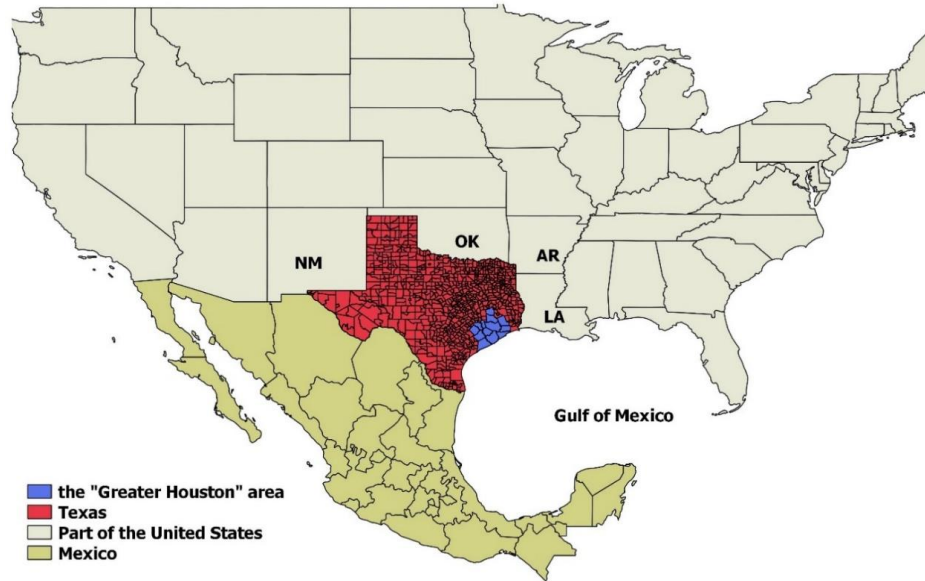 OK
NM
AR
LA
Gulf of Mexico
the "Greater Houston" area
Texas
Part of the United States
Mexico